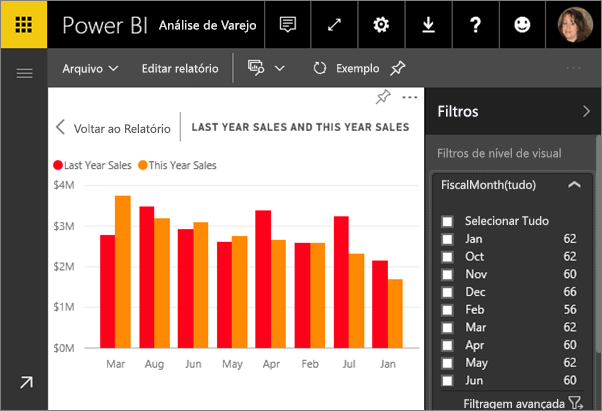 Power BI Análise de Varejo ?
Arquivo Editar relatório Exemplo
Voltar ao Relatório LAST YEAR SALES AND THIS YEAR SALES
Last Year Sales This Year Sales
$4M
$3M
$2M
$1M
$0M
Mar Aug Jun May Apr Feb Jul Jan
Filtros
Filtros de nível de visual
FiscalMonth(tudo)
Selecionar Tudo
Jan 62
Oct 62
Nov 60
Dec 66
Feb 56
Mar 62
Apr 60
May 62
Jun 60
Filtragem avançada